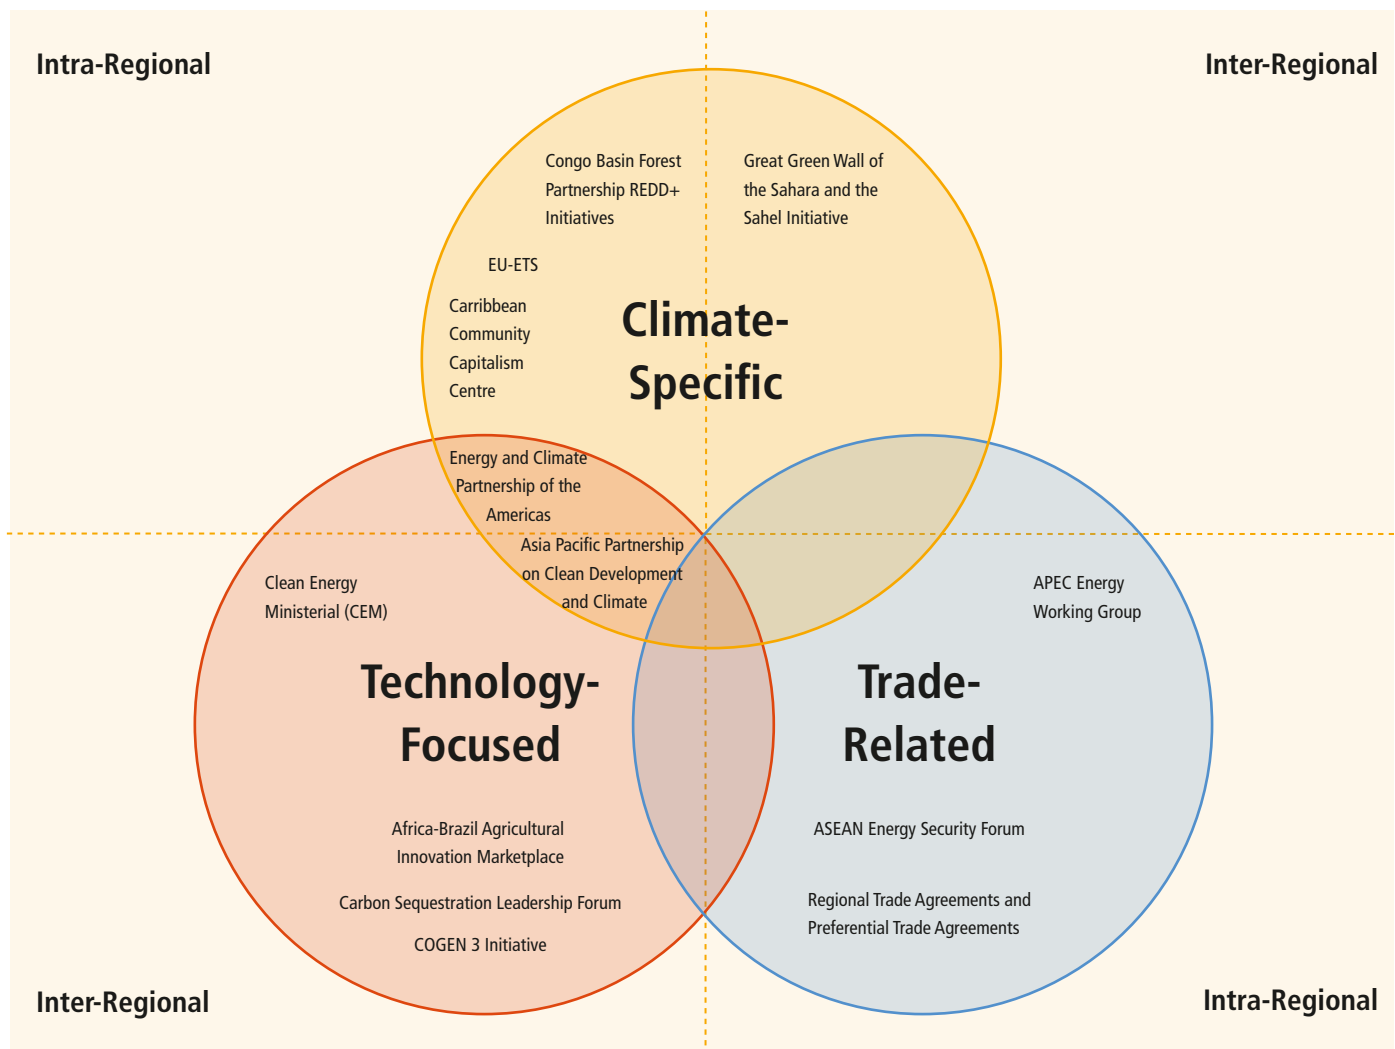 Intra-Regional
Inter-Regional
Congo Basin Forest
Partnership REDD+
Initiatives
Great Green Wall of
the Sahara and the
Sahel Initiative
EU-ETS
Carribbean
Community
Capitalism
Centre
Climate-
Specific
Energy and Climate
Partnership of the
Americas
Asia Pacific Partnership
on Clean Development
and Climate
Clean Energy
Ministerial (CEM)
APEC Energy
Working Group
Technology-
Focused
Trade-
Related
Africa-Brazil Agricultural
Innovation Marketplace
Carbon Sequestration Leadership Forum
COGEN 3 Initiative
ASEAN Energy Security Forum
Regional Trade Agreements and
Preferential Trade Agreements
Inter-Regional
Intra-Regional